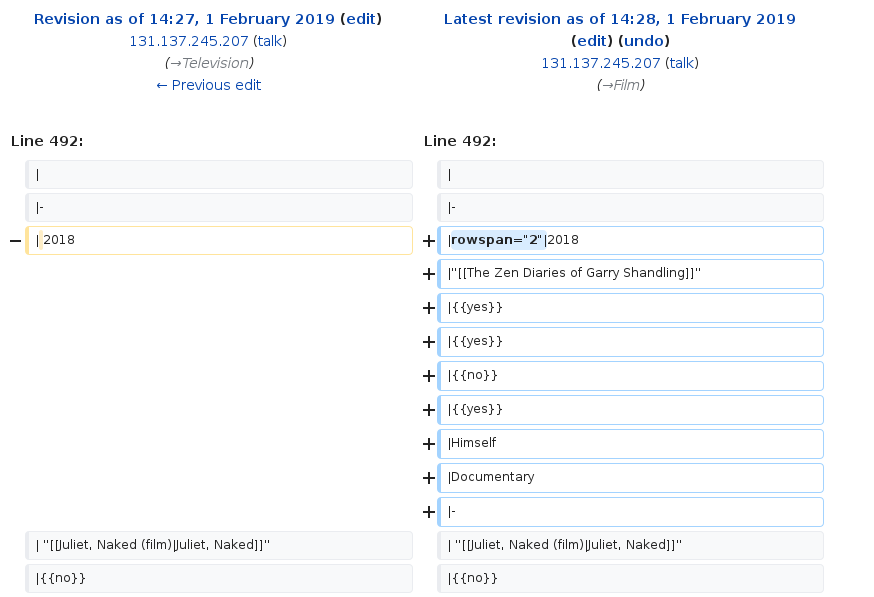 Revision as of 14:27, 1 February 2019 (edit)
131.137.245.207 (talk)
(→Television)
← Previous edit
Latest revision as of 14:28, 1 February 2019
(edit) (undo)
131.137.245.207 (talk)
(→Film)
Line 492:
Line 492:
|
|
|-
|-
− | 2018
+ |rowspan="2"|2018
+ |''[[The Zen Diaries of Garry Shandling]]''
+ |{{yes}}
+ |{{yes}}
+ |{{no}}
+ |{{yes}}
+ |Himself
+ |Documentary
+ |-
| ''[[Juliet, Naked (film)|Juliet, Naked]]''
| ''[[Juliet, Naked (film)|Juliet, Naked]]''
|{{no}}
|{{no}}